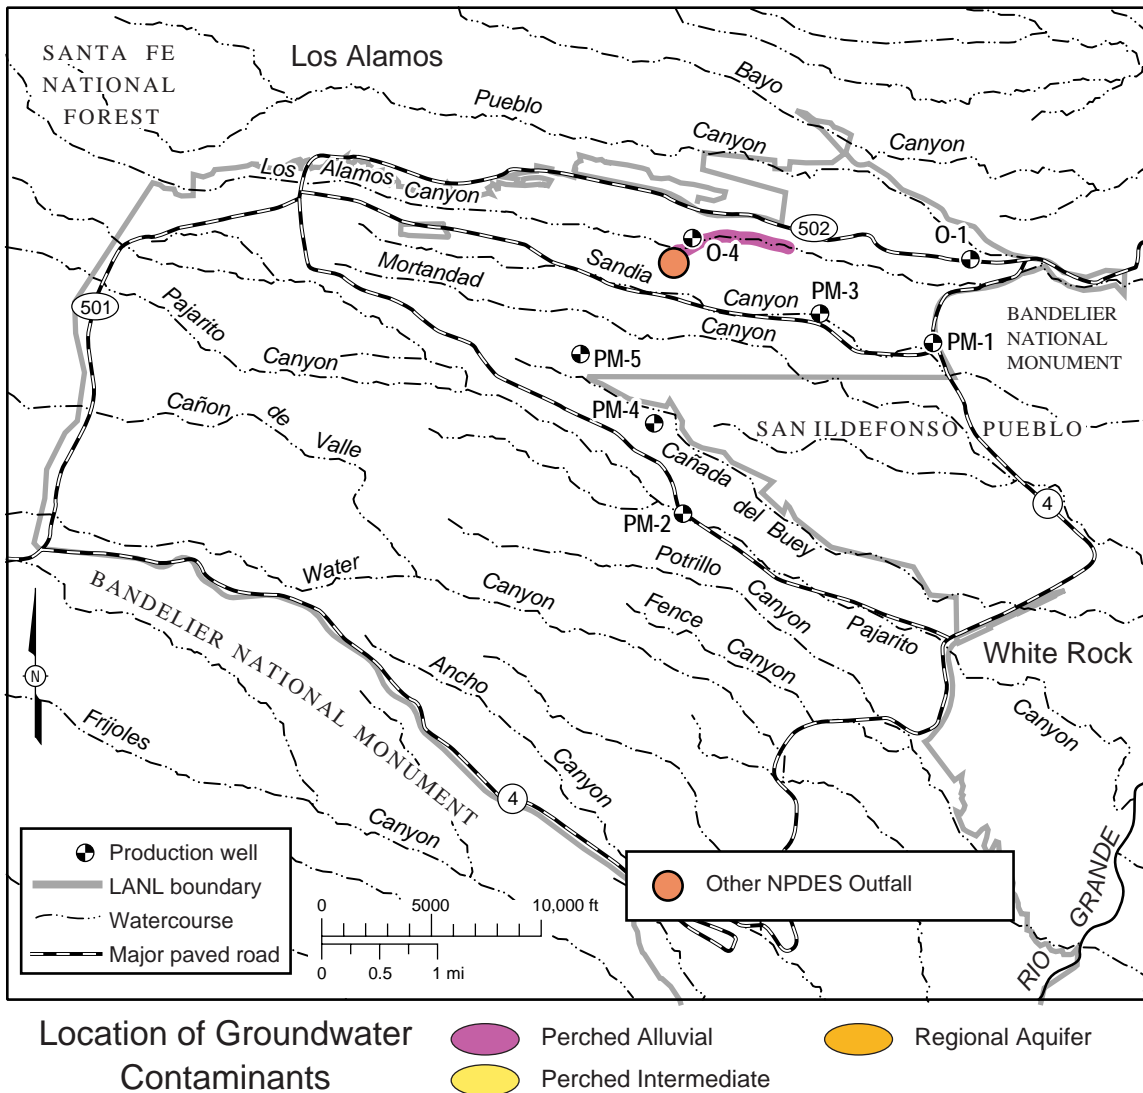 SANTA FE
NATIONAL
FOREST
Los Alamos
Bayo
Canyon
Pueblo
Canyon
Los Alamos Canyon
502
O-1
O-4
Sandia
Canyon
Mortandad
Canyon
PM-3
PM-1
BANDELIER
NATIONAL
MONUMENT
501
Pajarito
Canyon
PM-5
PM-4
Cañon de Valle
SAN ILDEFONSO PUEBLO
Cañada del Buey
4
PM-2
Water
Canyon
Potrillo
Canyon
Fence
Canyon
Pajarito
White Rock
Canyon
BANDELIER NATIONAL MONUMENT
N
Ancho
Canyon
Frijoles
Canyon
4
RIO GRANDE
Production well
LANL boundary
Watercourse
Major paved road
0 5000 10,000 ft
0 0.5 1 mi
Other NPDES Outfall
Location of Groundwater
Contaminants
Perched Alluvial
Perched Intermediate
Regional Aquifer